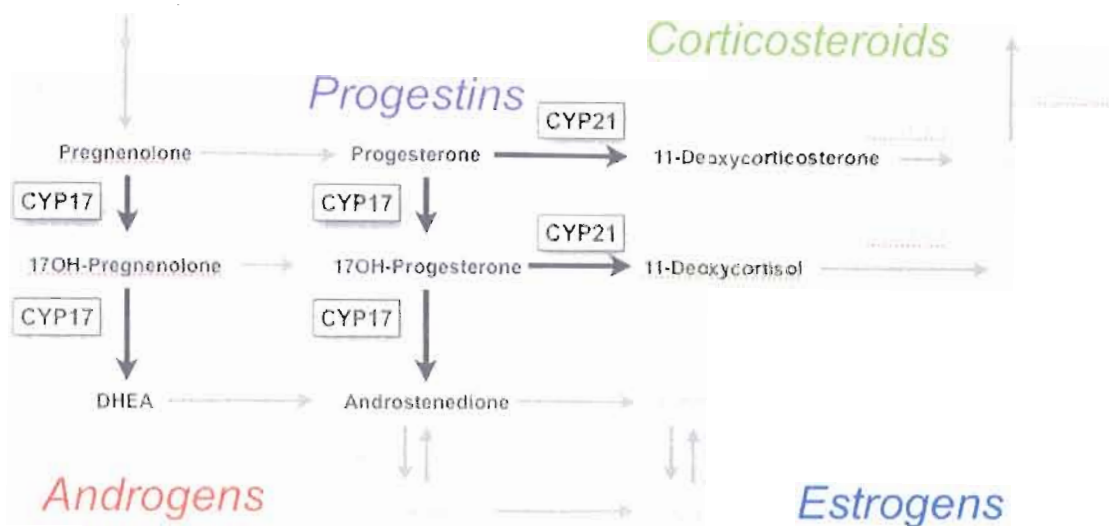 Corticosteroids
Progestins
CYP21
Pregnenolone
Progesterone
11-Deoxycorticosterone
CYP17
CYP17
CYP21
17OH-Pregnenolone
17OH-Progesterone
11-Deoxycortisol
CYP17
CYP17
DHEA
Androstenedione
Androgens
Estrogens